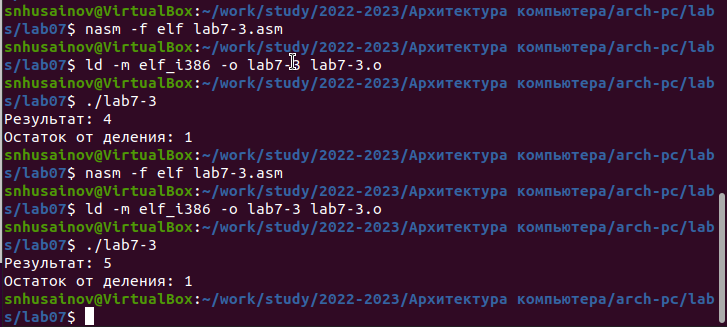 snhusainov@VirtualBox:~/work/study/2022-2023/Архитектура компьютера/arch-pc/lab
s/lab07$ nasm -f elf lab7-3.asm
snhusainov@VirtualBox:~/work/study/2022-2023/Архитектура компьютера/arch-pc/lab
s/lab07$ ld -m elf_i386 -o lab7-3 lab7-3.o
snhusainov@VirtualBox:~/work/study/2022-2023/Архитектура компьютера/arch-pc/lab
s/lab07$ ./lab7-3
Результат: 4
Остаток от деления: 1
snhusainov@VirtualBox:~/work/study/2022-2023/Архитектура компьютера/arch-pc/lab
s/lab07$ nasm -f elf lab7-3.asm
snhusainov@VirtualBox:~/work/study/2022-2023/Архитектура компьютера/arch-pc/lab
s/lab07$ ld -m elf_i386 -o lab7-3 lab7-3.o
snhusainov@VirtualBox:~/work/study/2022-2023/Архитектура компьютера/arch-pc/lab
s/lab07$ ./lab7-3
Результат: 5
Остаток от деления: 1
snhusainov@VirtualBox:~/work/study/2022-2023/Архитектура компьютера/arch-pc/lab
s/lab07$